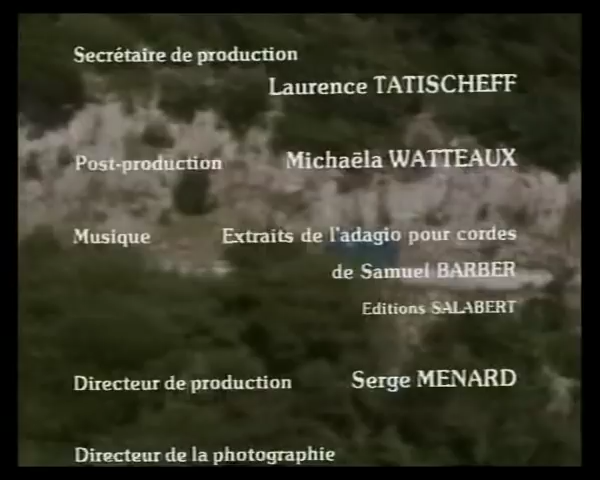 Secrétaire de production
Laurence TATISCHEFF
Post-production Michaëla WATTEAUX
Musique Extraits de l'adagio pour cordes
de Samuel BARBER
Editions SALABERT
Directeur de production Serge MENARD
Directeur de la photographie